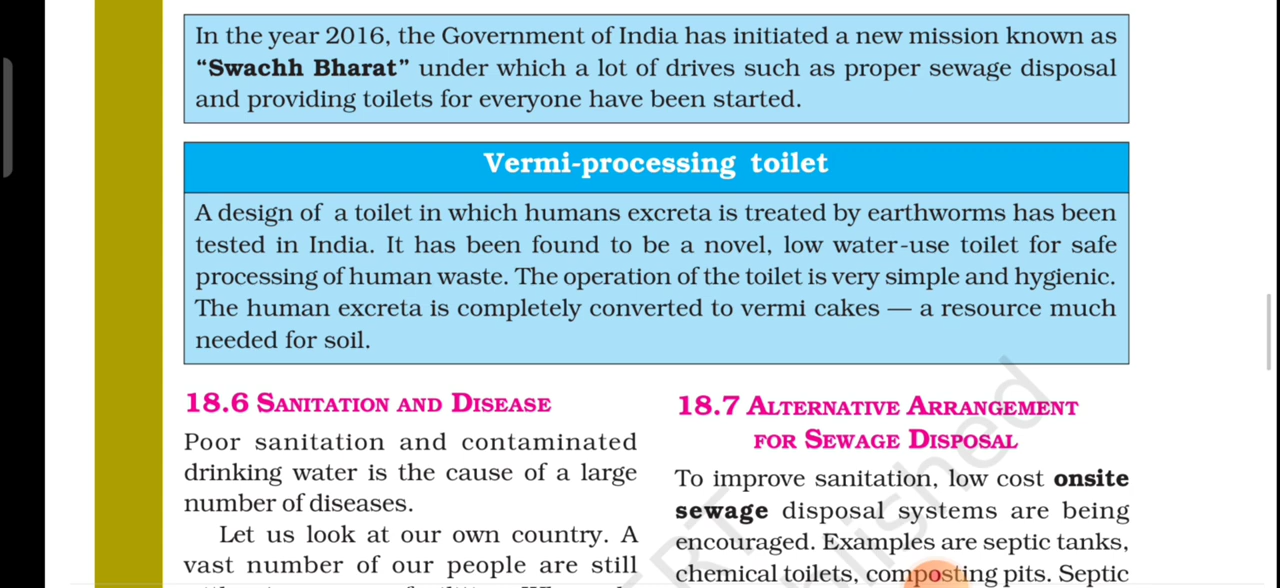 In the year 2016, the Government of India has initiated a new mission known as
“Swachh Bharat” under which a lot of drives such as proper sewage disposal
and providing toilets for everyone have been started.
Vermi-processing toilet
A design of a toilet in which humans excreta is treated by earthworms has been
tested in India. It has been found to be a novel, low water-use toilet for safe
processing of human waste. The operation of the toilet is very simple and hygienic.
The human excreta is completely converted to vermi cakes — a resource much
needed for soil.
18.6 SANITATION AND DISEASE
Poor sanitation and contaminated
drinking water is the cause of a large
number of diseases.
Let us look at our own country. A
vast number of our people are still
18.7 ALTERNATIVE ARRANGEMENT
FOR SEWAGE DISPOSAL
To improve sanitation, low cost onsite
sewage disposal systems are being
encouraged. Examples are septic tanks,
chemical toilets, composting pits. Septic